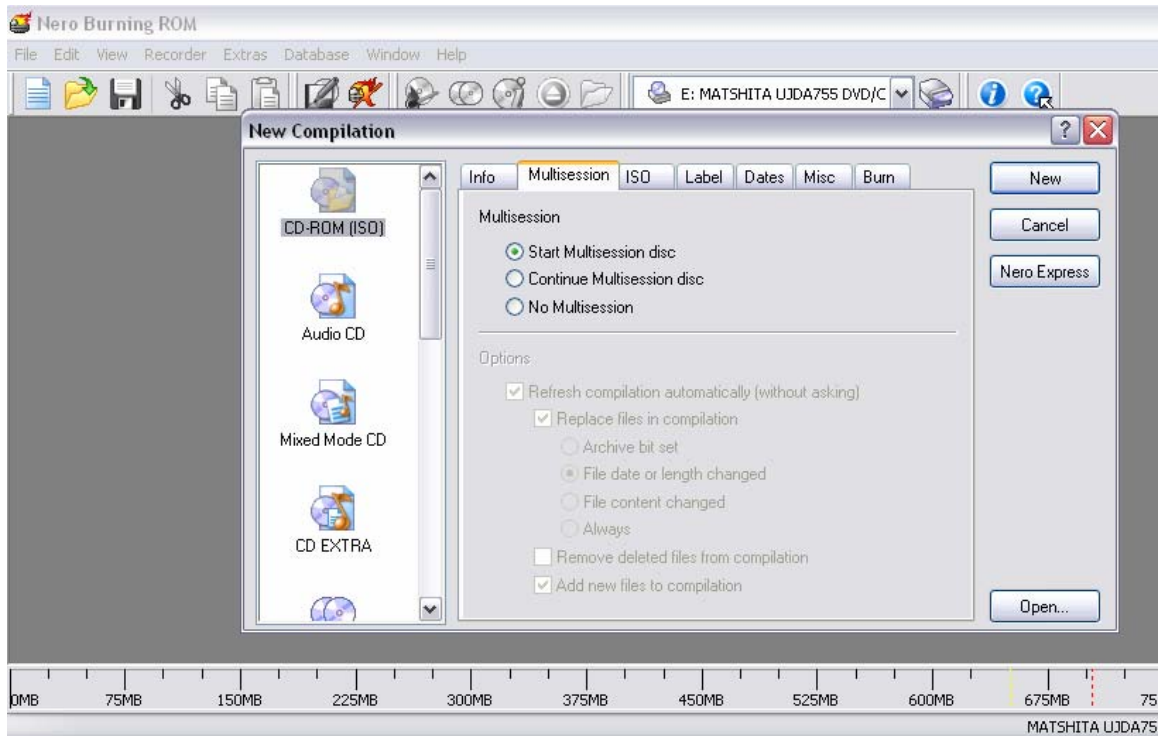 Nero Burning ROM
File Edit View Recorder Extras Database Window Help
E: MATSHITA UJDA755 DVD/C
New Compilation
CD-ROM (ISO)
Audio CD
Mixed Mode CD
CD EXTRA
Info Multisession ISO Label Dates Misc Burn
Multisession
Start Multisession disc
Continue Multisession disc
No Multisession
Options
Refresh compilation automatically (without asking)
Replace files in compilation
Archive bit set
File date or length changed
File content changed
Always
Remove deleted files from compilation
Add new files to compilation
New
Cancel
Nero Express
Open...
0MB 75MB 150MB 225MB 300MB 375MB 450MB 525MB 600MB 675MB 75
MATSHITA UJDA75